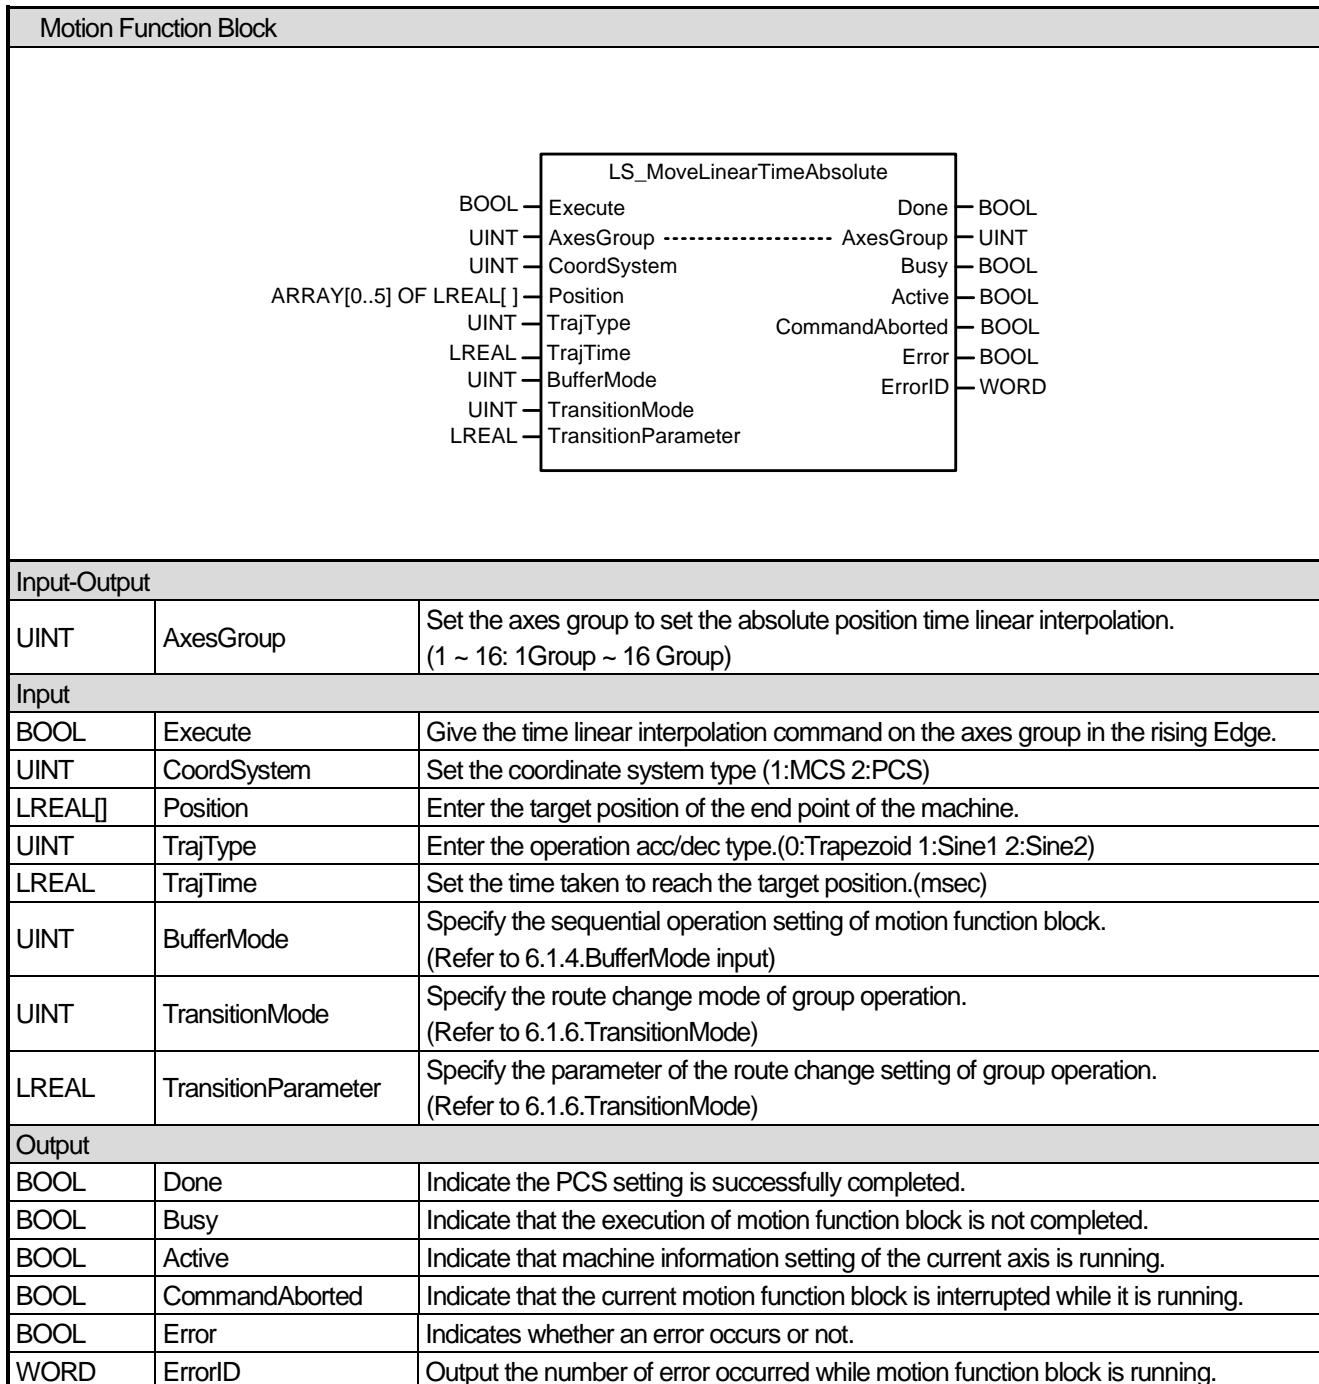 Motion Function Block
LS_MoveLinearTimeAbsolute
BOOL Execute Done BOOL
UINT AxesGroup AxesGroup UINT
UINT CoordSystem Busy BOOL
ARRAY[0..5] OF LREAL[ ] Position Active BOOL
UINT TrajType CommandAborted BOOL
LREAL TrajTime Error BOOL
UINT BufferMode ErrorID WORD
UINT TransitionMode
LREAL TransitionParameter
Input-Output
UINT AxesGroup Set the axes group to set the absolute position time linear interpolation.
(1 ~ 16: 1Group ~ 16 Group)
Input
BOOL Execute Give the time linear interpolation command on the axes group in the rising Edge.
UINT CoordSystem Set the coordinate system type (1:MCS 2:PCS)
LREAL[] Position Enter the target position of the end point of the machine.
UINT TrajType Enter the operation acc/dec type.(0:Trapezoid 1:Sine1 2:Sine2)
LREAL TrajTime Set the time taken to reach the target position.(msec)
UINT BufferMode Specify the sequential operation setting of motion function block.
(Refer to 6.1.4.BufferMode input)
UINT TransitionMode Specify the route change mode of group operation.
(Refer to 6.1.6.TransitionMode)
LREAL TransitionParameter Specify the parameter of the route change setting of group operation.
(Refer to 6.1.6.TransitionMode)
Output
BOOL Done Indicate the PCS setting is successfully completed.
BOOL Busy Indicate that the execution of motion function block is not completed.
BOOL Active Indicate that machine information setting of the current axis is running.
BOOL CommandAborted Indicate that the current motion function block is interrupted while it is running.
BOOL Error Indicates whether an error occurs or not.
WORD ErrorID Output the number of error occurred while motion function block is running.